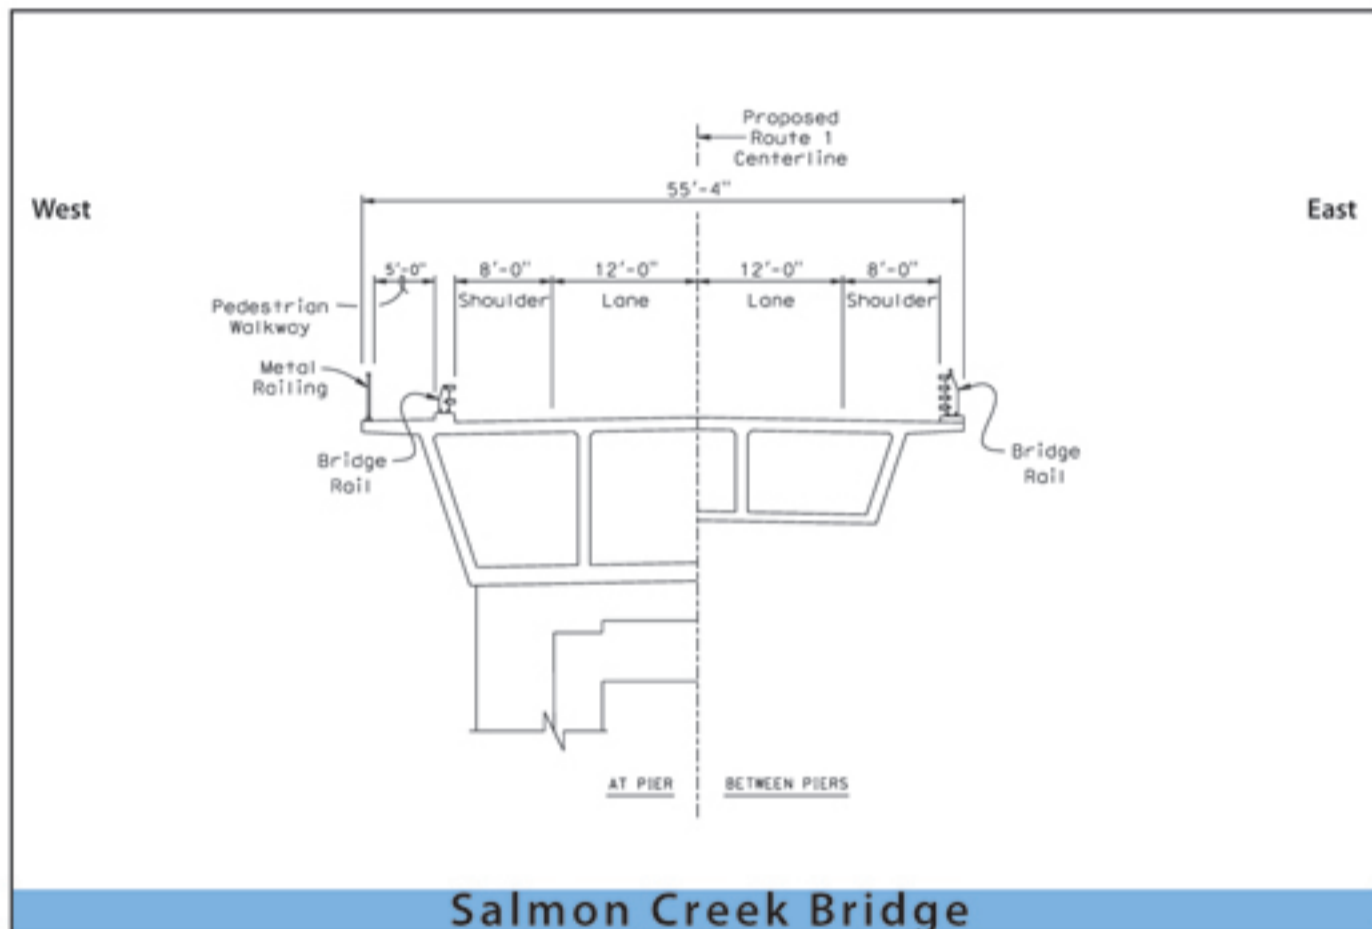 Proposed
Route 1
Centerline
55'-4"
West
East
5'-0"
8'-0"
12'-0"
12'-0"
8'-0"
Shoulder
Lane
Lane
Shoulder
Pedestrian
Walkway
Metal
Railing
Bridge
Rail
Bridge
Rail
AT PIER
BETWEEN PIERS
Salmon Creek Bridge